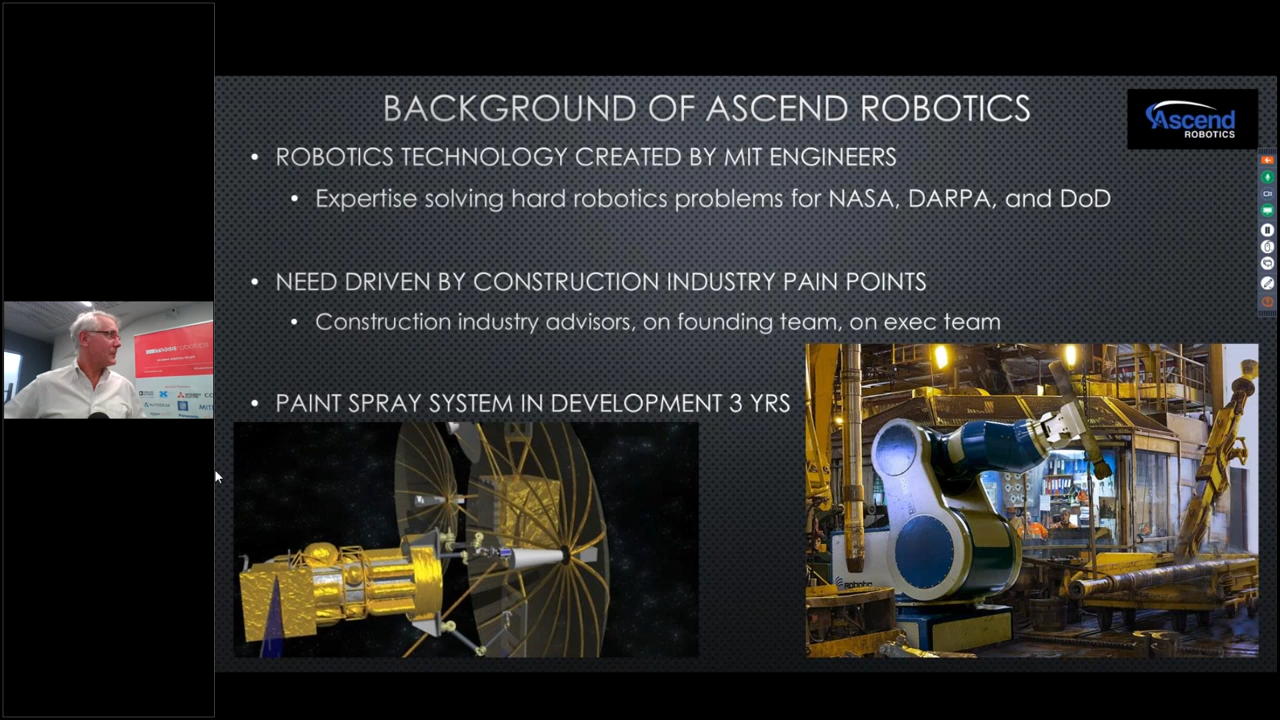 BACKGROUND OF ASCEND ROBOTICS
Ascend
ROBOTICS
• ROBOTICS TECHNOLOGY CREATED BY MIT ENGINEERS
• Expertise solving hard robotics problems for NASA, DARPA, and DoD
• NEED DRIVEN BY CONSTRUCTION INDUSTRY PAIN POINTS
• Construction industry advisors, on founding team, on exec team
• PAINT SPRAY SYSTEM IN DEVELOPMENT 3 YRS